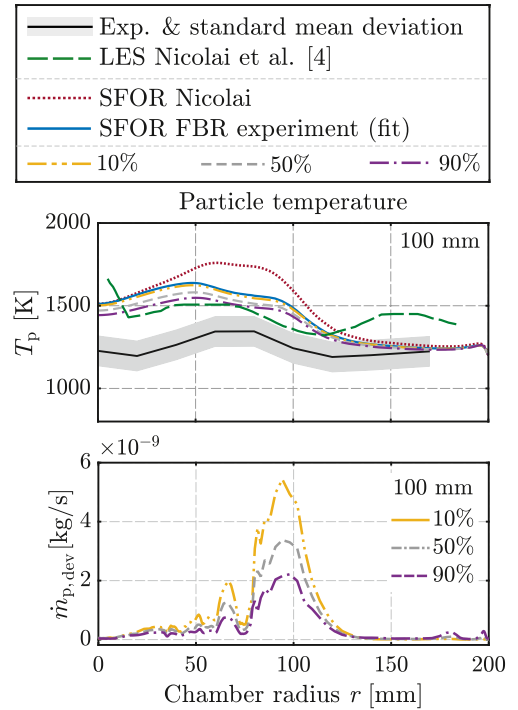 Exp. & standard mean deviation
LES Nicolai et al. [4]
SFOR Nicolai
SFOR FBR experiment (fit)
10% 50% 90%
Particle temperature
2000
1500
1000
T_p [K]
100 mm
×10^−9
6
4
2
0
ṁ_p,dev [kg/s]
100 mm
10%
50%
90%
0 50 100 150 200
Chamber radius r [mm]